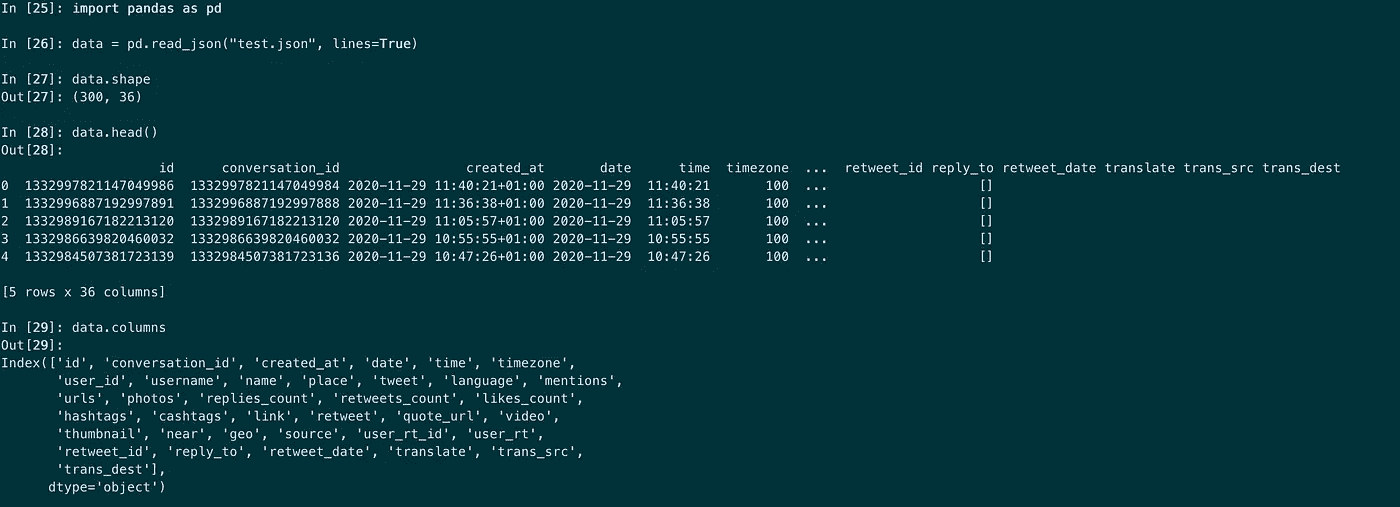 In [25]: import pandas as pd
In [26]: data = pd.read_json("test.json", lines=True)
In [27]: data.shape
Out[27]: (300, 36)
In [28]: data.head()
Out[28]:
id conversation_id created_at date time timezone ... retweet_id reply_to retweet_date translate trans_src trans_dest
0 1332997821147049986 1332997821147049984 2020-11-29 11:40:21+01:00 2020-11-29 11:40:21 100 ... []
1 1332996887192997891 1332996887192997888 2020-11-29 11:36:38+01:00 2020-11-29 11:36:38 100 ... []
2 1332989167182213120 1332989167182213120 2020-11-29 11:05:57+01:00 2020-11-29 11:05:57 100 ... []
3 1332986639820460032 1332986639820460032 2020-11-29 10:55:55+01:00 2020-11-29 10:55:55 100 ... []
4 1332984507381723139 1332984507381723136 2020-11-29 10:47:26+01:00 2020-11-29 10:47:26 100 ... []
[5 rows x 36 columns]
In [29]: data.columns
Out[29]:
Index(['id', 'conversation_id', 'created_at', 'date', 'time', 'timezone',
'user_id', 'username', 'name', 'place', 'tweet', 'language', 'mentions',
'urls', 'photos', 'replies_count', 'retweets_count', 'likes_count',
'hashtags', 'cashtags', 'link', 'retweet', 'quote_url', 'video',
'thumbnail', 'near', 'geo', 'source', 'user_rt_id', 'user_rt',
'retweet_id', 'reply_to', 'retweet_date', 'translate', 'trans_src',
'trans_dest'],
dtype='object')